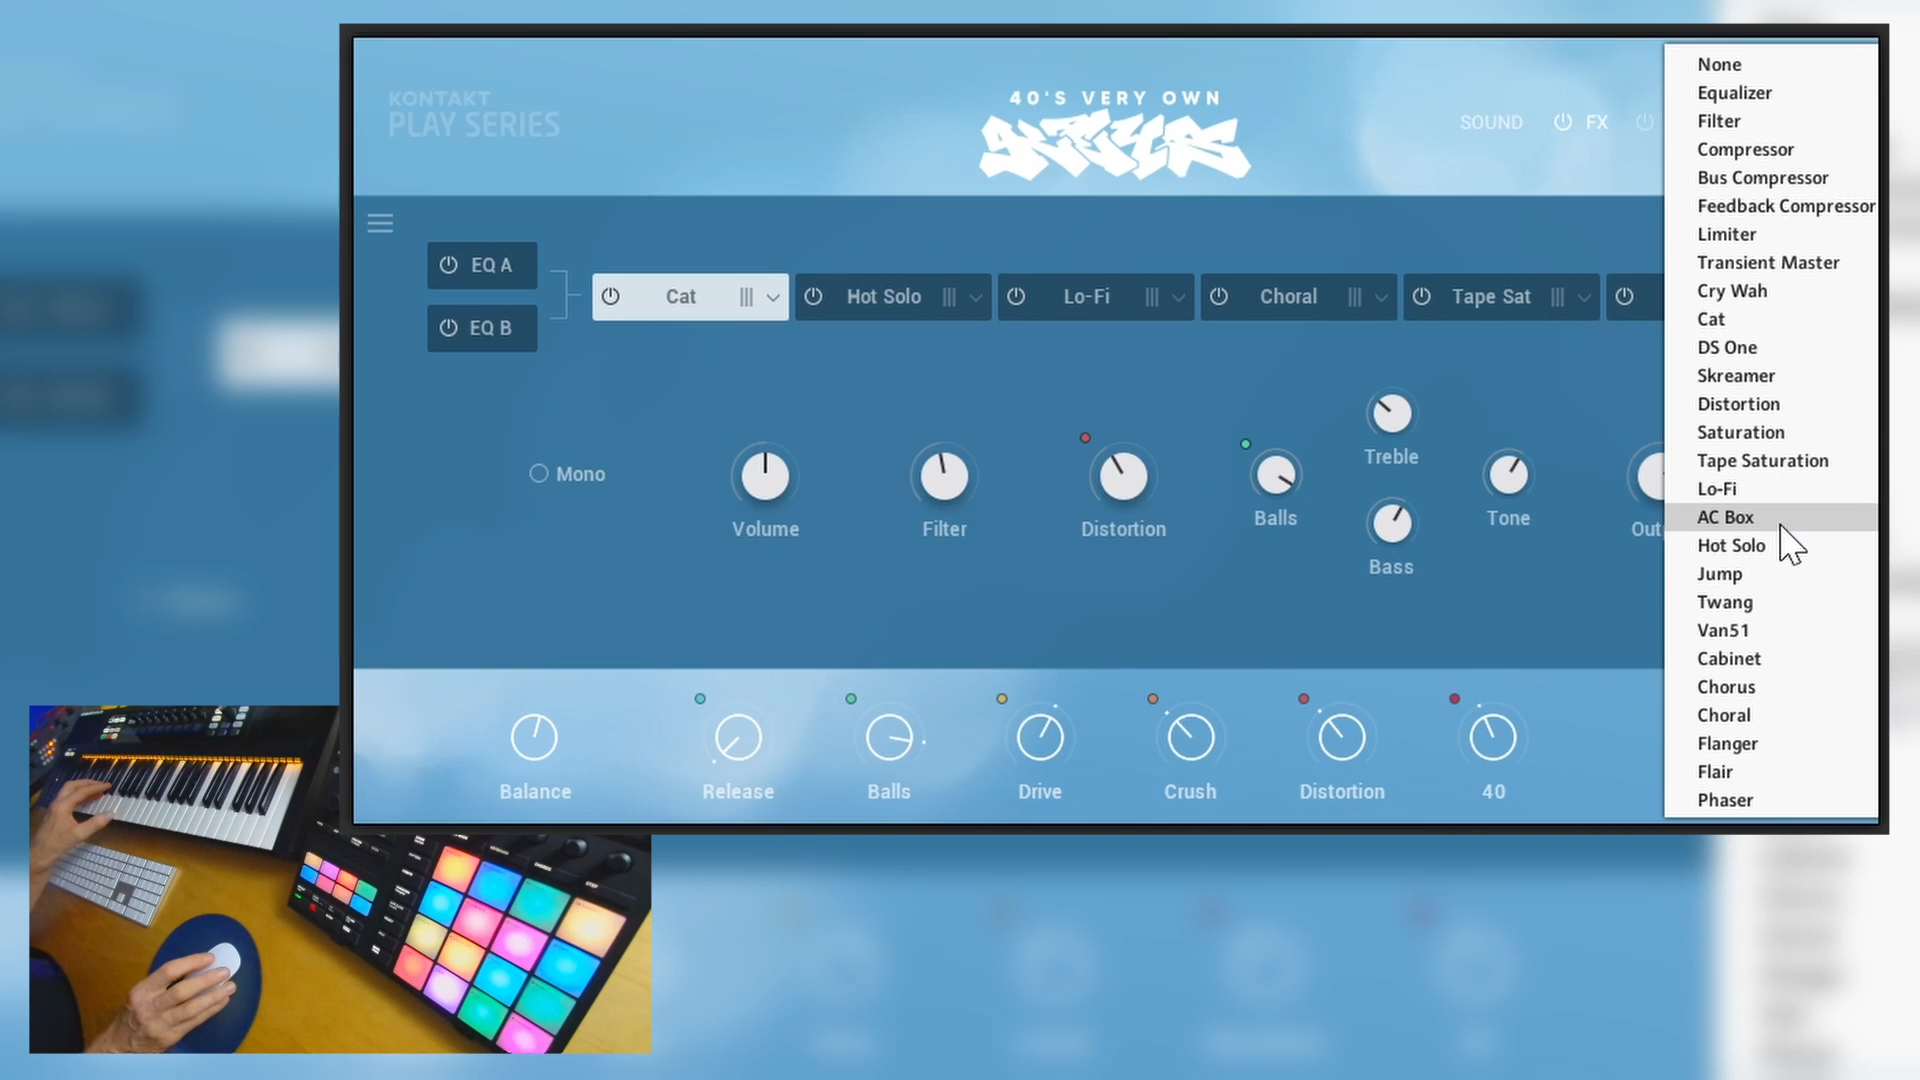 KONTAKT
PLAY SERIES
40'S VERY OWN
KEYS
SOUND
FX
EQ A
EQ B
Cat
Hot Solo
Lo-Fi
Choral
Tape Sat
Mono
Volume
Filter
Distortion
Balls
Treble
Bass
Tone
Outp
Balance
Release
Balls
Drive
Crush
Distortion
40
None
Equalizer
Filter
Compressor
Bus Compressor
Feedback Compressor
Limiter
Transient Master
Cry Wah
Cat
DS One
Skreamer
Distortion
Saturation
Tape Saturation
Lo-Fi
AC Box
Hot Solo
Jump
Twang
Van51
Cabinet
Chorus
Choral
Flanger
Flair
Phaser